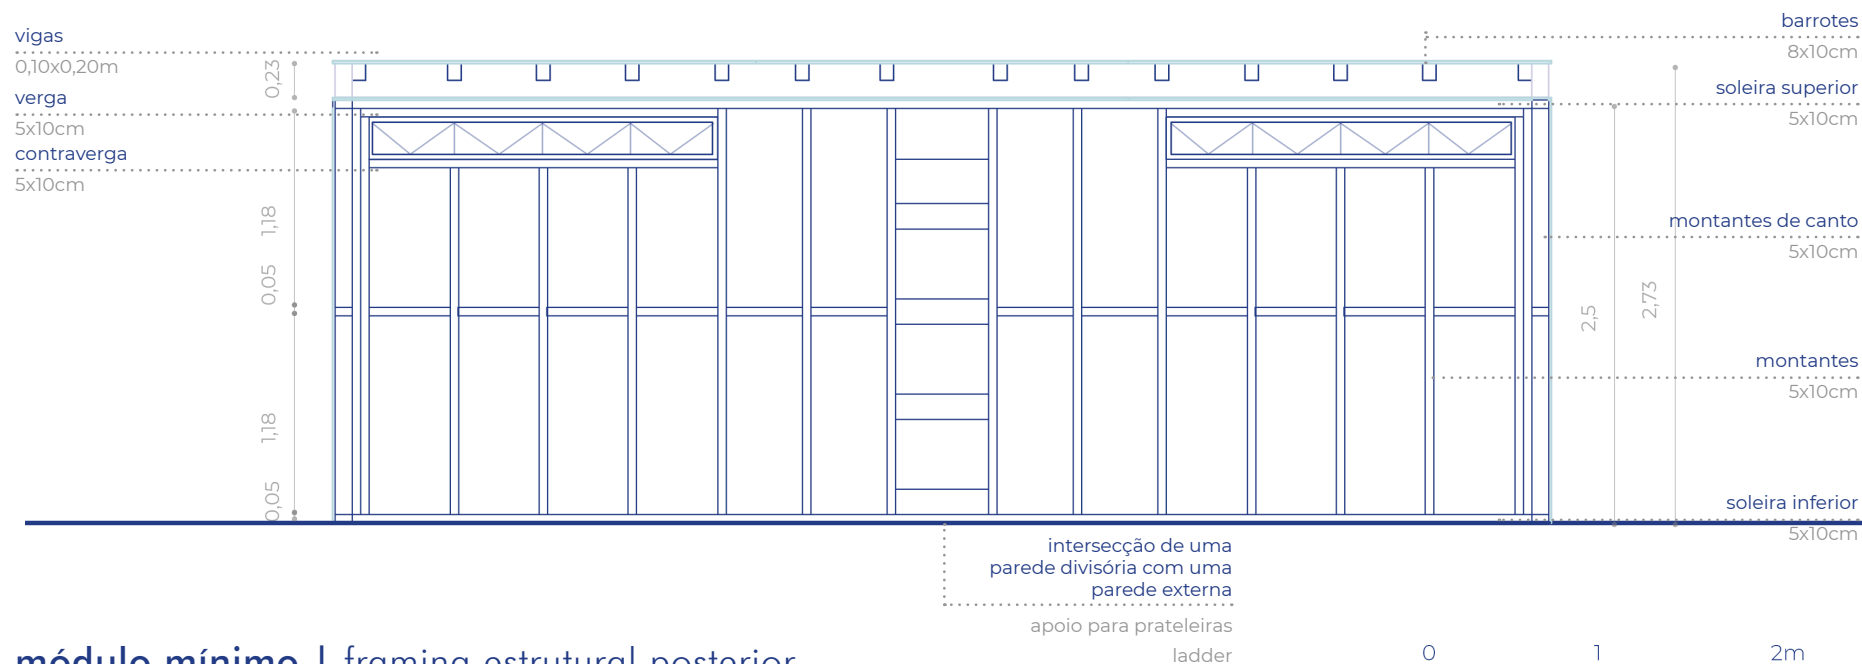 vigas
0,10x0,20m
verga
5x10cm
contraverga
5x10cm
0,23
1,18
0,05
1,18
0,05
barrotes
8x10cm
soleira superior
5x10cm
montantes de canto
5x10cm
2,5
2,73
montantes
5x10cm
soleira inferior
5x10cm
intersecção de uma
parede divisória com uma
parede externa
apoio para prateleiras
ladder
módulo mínimo | framing estrutural posterior
0 1 2m